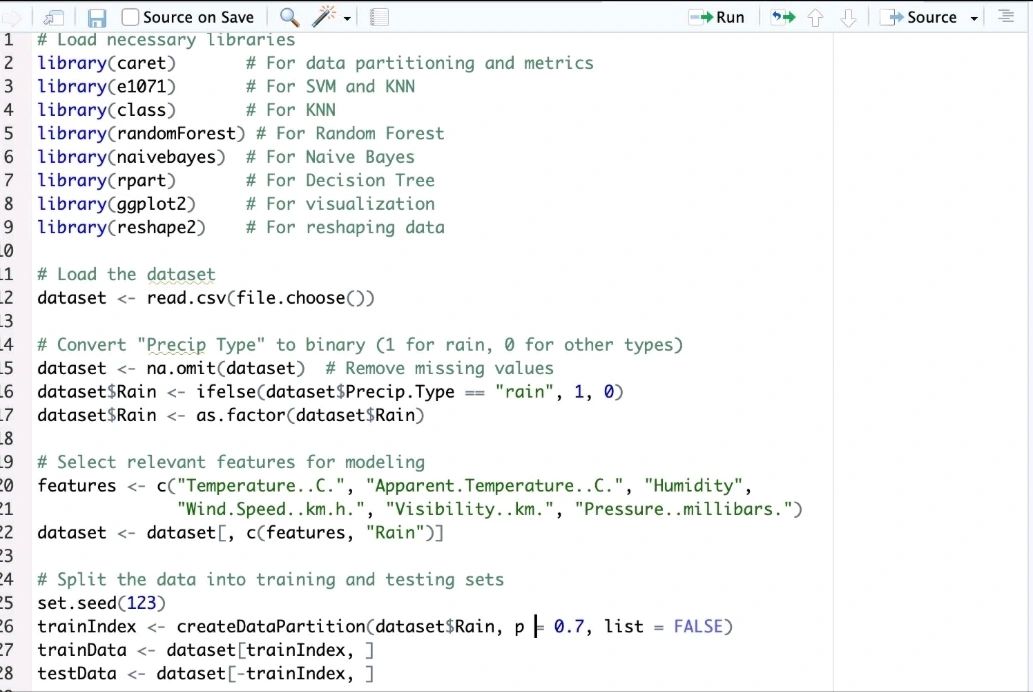 Source on Save Run Source
1 # Load necessary libraries
2 library(caret) # For data partitioning and metrics
3 library(e1071) # For SVM and KNN
4 library(class) # For KNN
5 library(randomForest) # For Random Forest
6 library(naivebayes) # For Naive Bayes
7 library(rpart) # For Decision Tree
8 library(ggplot2) # For visualization
9 library(reshape2) # For reshaping data
10
11 # Load the dataset
12 dataset <- read.csv(file.choose())
13
14 # Convert "Precip Type" to binary (1 for rain, 0 for other types)
15 dataset <- na.omit(dataset) # Remove missing values
16 dataset$Rain <- ifelse(dataset$Precip.Type == "rain", 1, 0)
17 dataset$Rain <- as.factor(dataset$Rain)
18
19 # Select relevant features for modeling
20 features <- c("Temperature..C.", "Apparent.Temperature..C.", "Humidity",
21 "Wind.Speed..km.h.", "Visibility..km.", "Pressure..millibars.")
22 dataset <- dataset[, c(features, "Rain")]
23
24 # Split the data into training and testing sets
25 set.seed(123)
26 trainIndex <- createDataPartition(dataset$Rain, p = 0.7, list = FALSE)
27 trainData <- dataset[trainIndex, ]
28 testData <- dataset[-trainIndex, ]